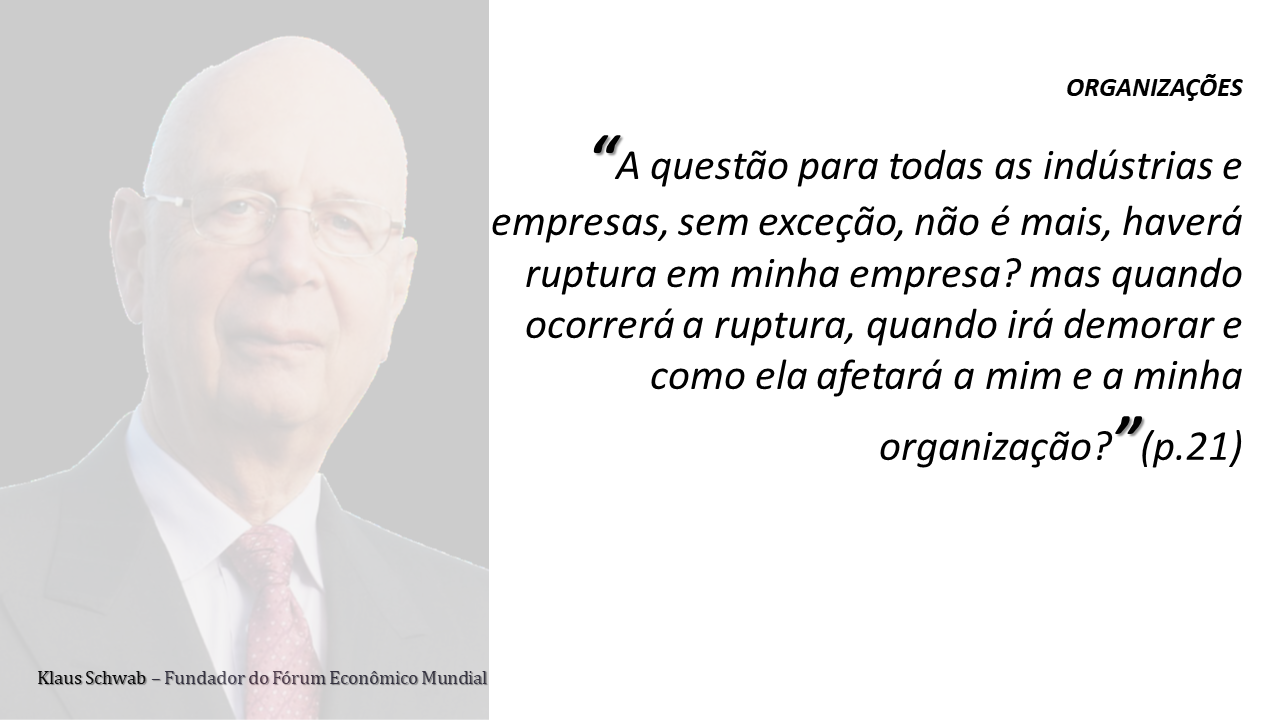 ORGANIZAÇÕES
“A questão para todas as indústrias e
empresas, sem exceção, não é mais, haverá
ruptura em minha empresa? mas quando
ocorrerá a ruptura, quando irá demorar e
como ela afetará a mim e a minha
organização?”(p.21)
Klaus Schwab – Fundador do Fórum Econômico Mundial